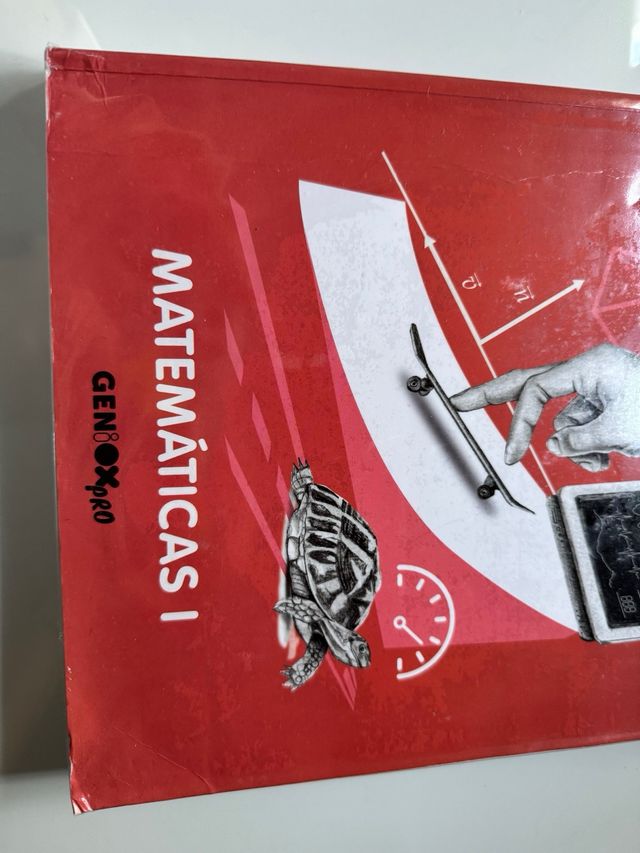 v
n
MATEMÁTICAS I
GENiOX PRO